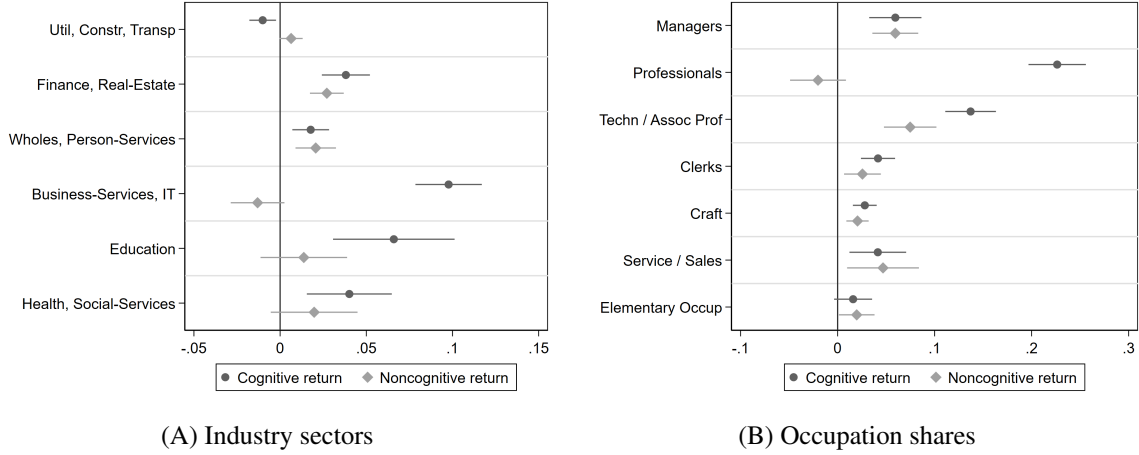 Util, Constr, Transp
Finance, Real-Estate
Wholes, Person-Services
Business-Services, IT
Education
Health, Social-Services
-.05 0 .05 .1 .15
Cognitive return Noncognitive return
(A) Industry sectors
Managers
Professionals
Techn / Assoc Prof
Clerks
Craft
Service / Sales
Elementary Occup
-.1 0 .1 .2 .3
Cognitive return Noncognitive return
(B) Occupation shares